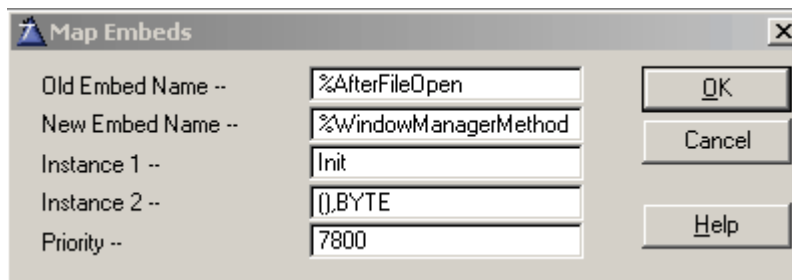 Map Embeds
Old Embed Name -- %AfterFileOpen
New Embed Name -- %WindowManagerMethod
Instance 1 -- Init
Instance 2 -- (),BYTE
Priority -- 7800
OK
Cancel
Help